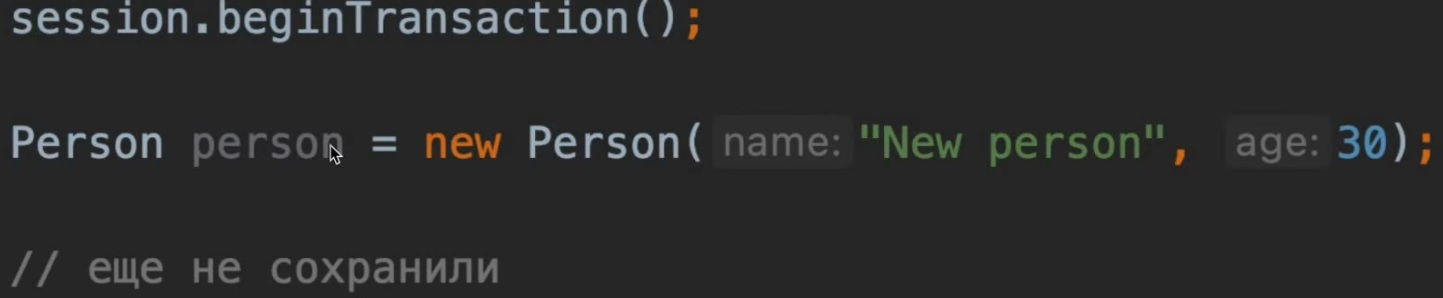 session.beginTransaction();
Person person = new Person( name: "New person", age: 30);
// еще не сохранили